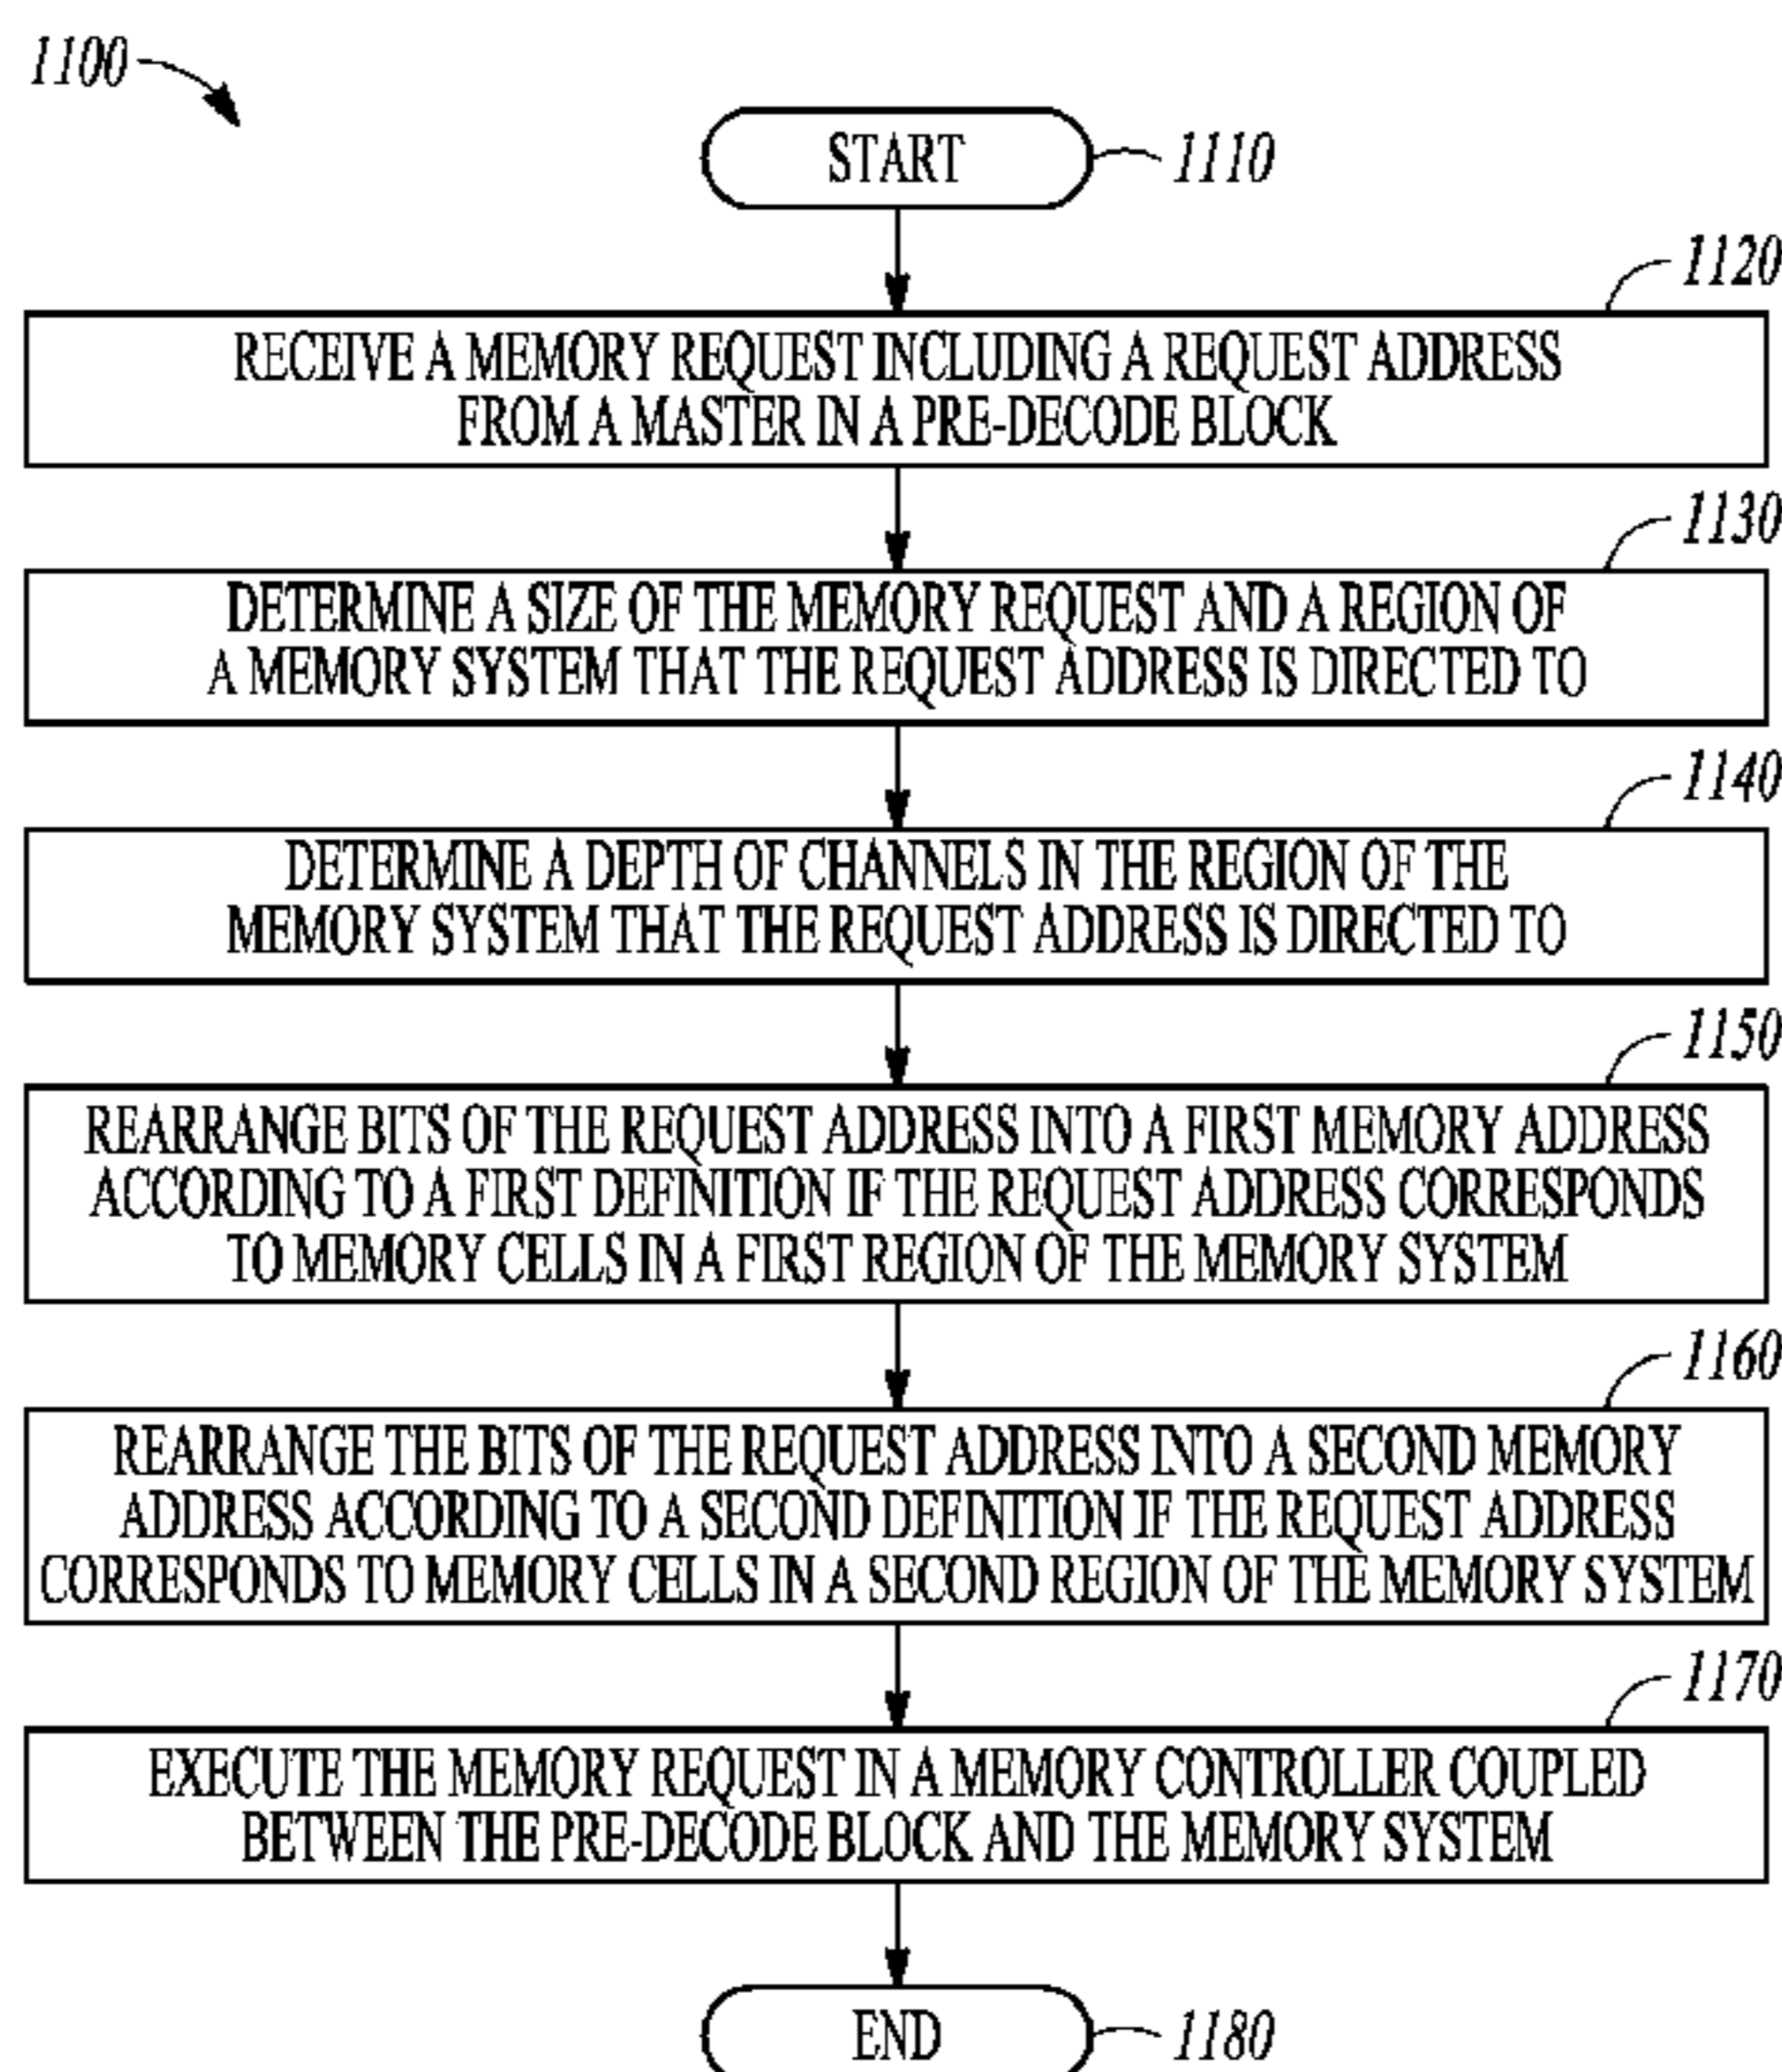 1100
START
1110
1120
RECEIVE A MEMORY REQUEST INCLUDING A REQUEST ADDRESS
FROM A MASTER IN A PRE-DECODE BLOCK
1130
DETERMINE A SIZE OF THE MEMORY REQUEST AND A REGION OF
A MEMORY SYSTEM THAT THE REQUEST ADDRESS IS DIRECTED TO
1140
DETERMINE A DEPTH OF CHANNELS IN THE REGION OF THE
MEMORY SYSTEM THAT THE REQUEST ADDRESS IS DIRECTED TO
1150
REARRANGE BITS OF THE REQUEST ADDRESS INTO A FIRST MEMORY ADDRESS
ACCORDING TO A FIRST DEFINITION IF THE REQUEST ADDRESS CORRESPONDS
TO MEMORY CELLS IN A FIRST REGION OF THE MEMORY SYSTEM
1160
REARRANGE THE BITS OF THE REQUEST ADDRESS INTO A SECOND MEMORY
ADDRESS ACCORDING TO A SECOND DEFINITION IF THE REQUEST ADDRESS
CORRESPONDS TO MEMORY CELLS IN A SECOND REGION OF THE MEMORY SYSTEM
1170
EXECUTE THE MEMORY REQUEST IN A MEMORY CONTROLLER COUPLED
BETWEEN THE PRE-DECODE BLOCK AND THE MEMORY SYSTEM
END
1180